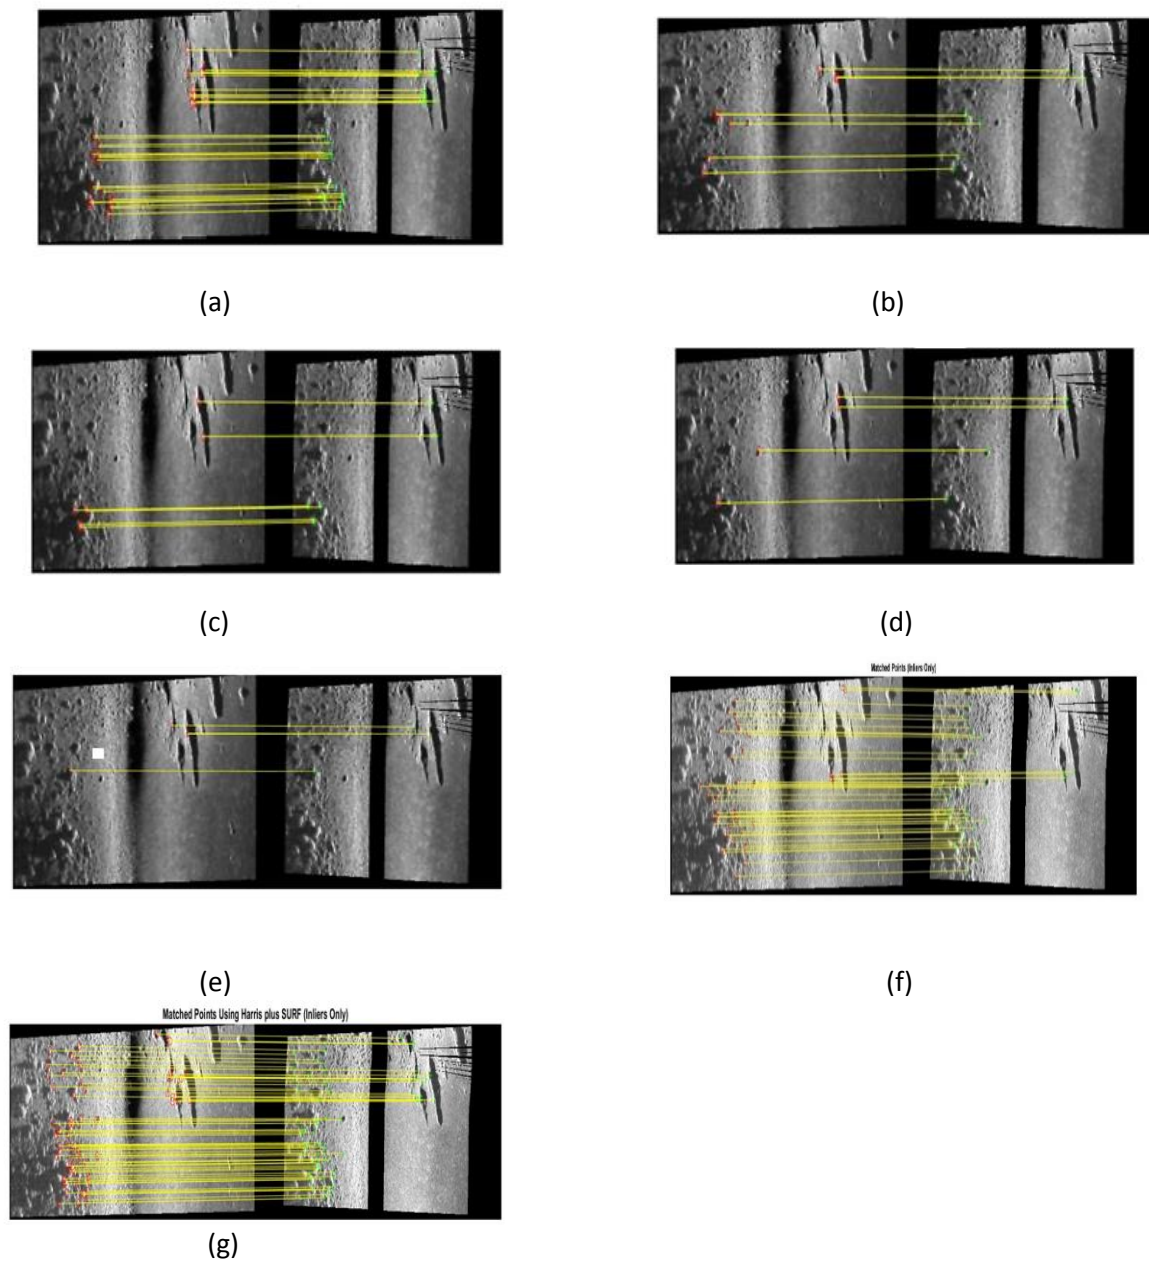 (a)
(b)
(c)
(d)
Matched Points (Inliers Only)
(e)
(f)
Matched Points Using Harris plus SURF (Inliers Only)
(g)